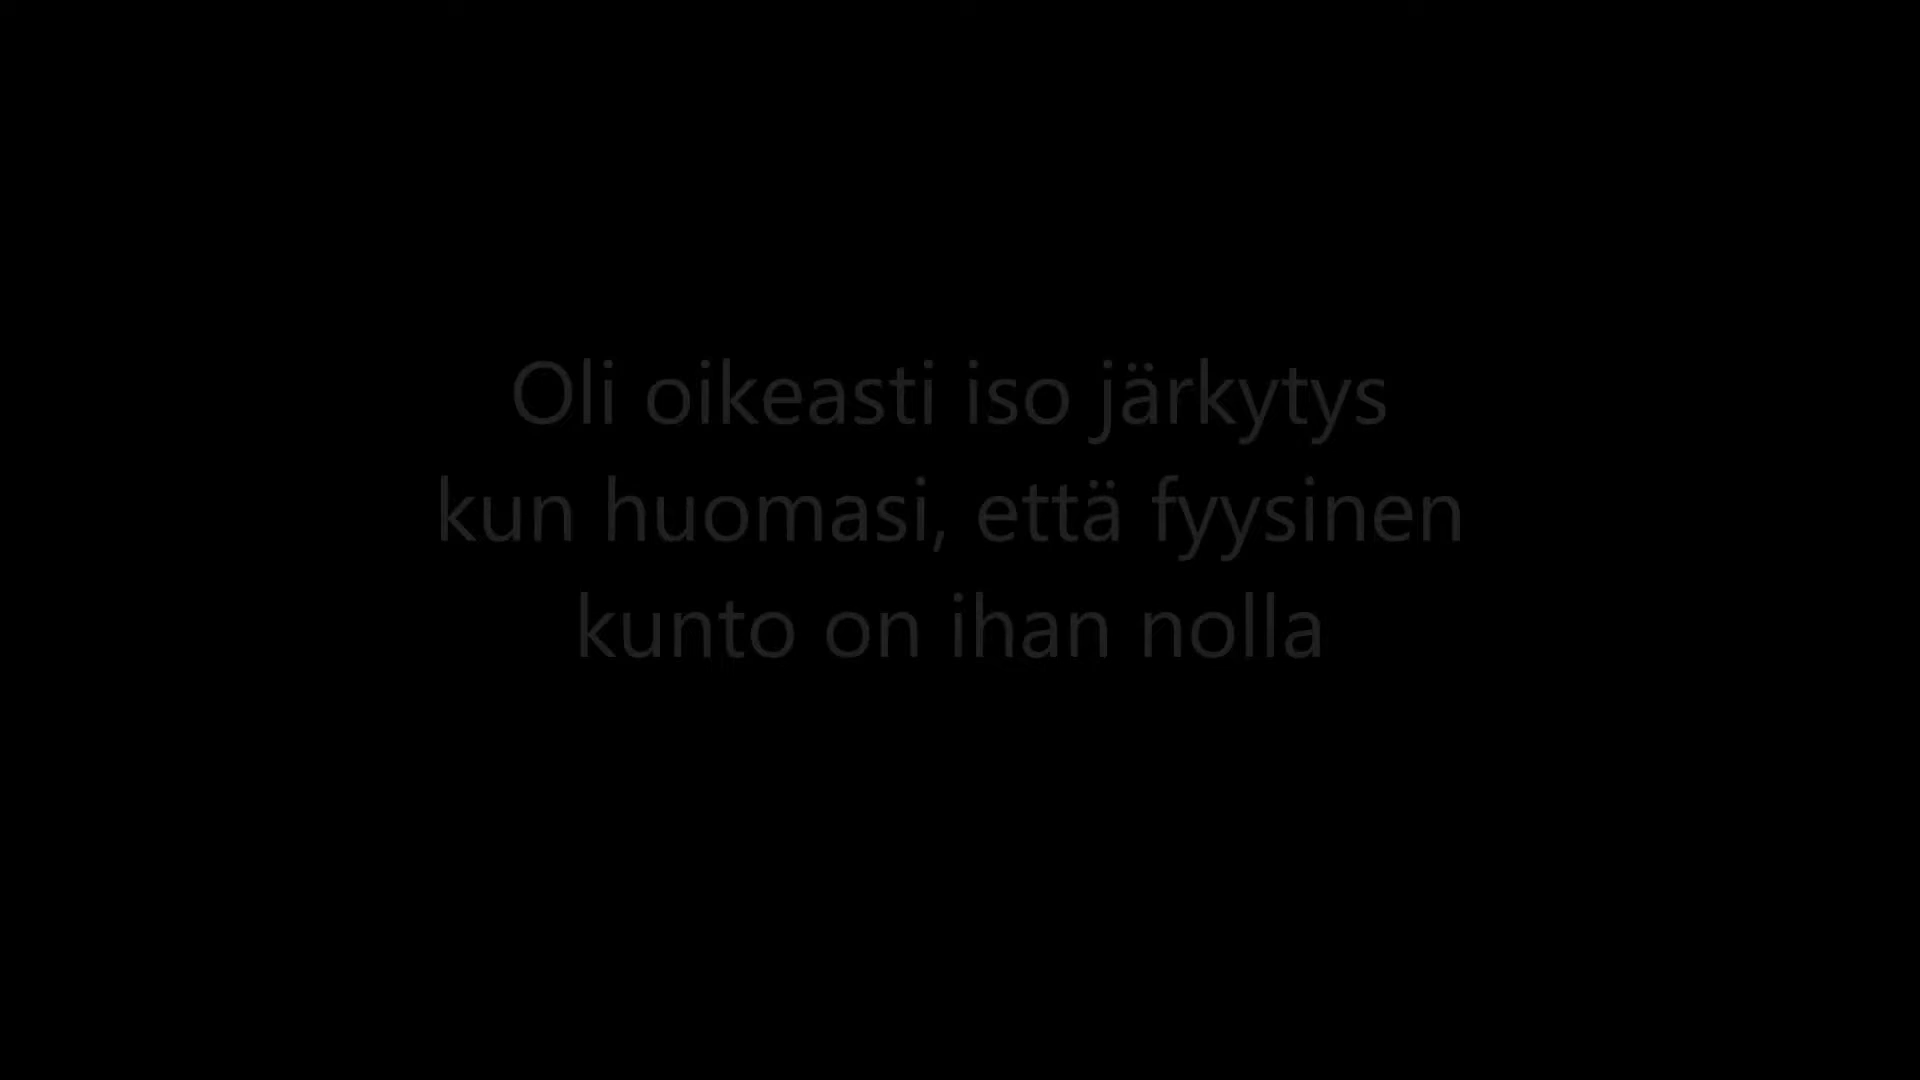 Oli oikeasti iso järkytys
kun huomasi, että fyysinen
kunto on ihan nolla